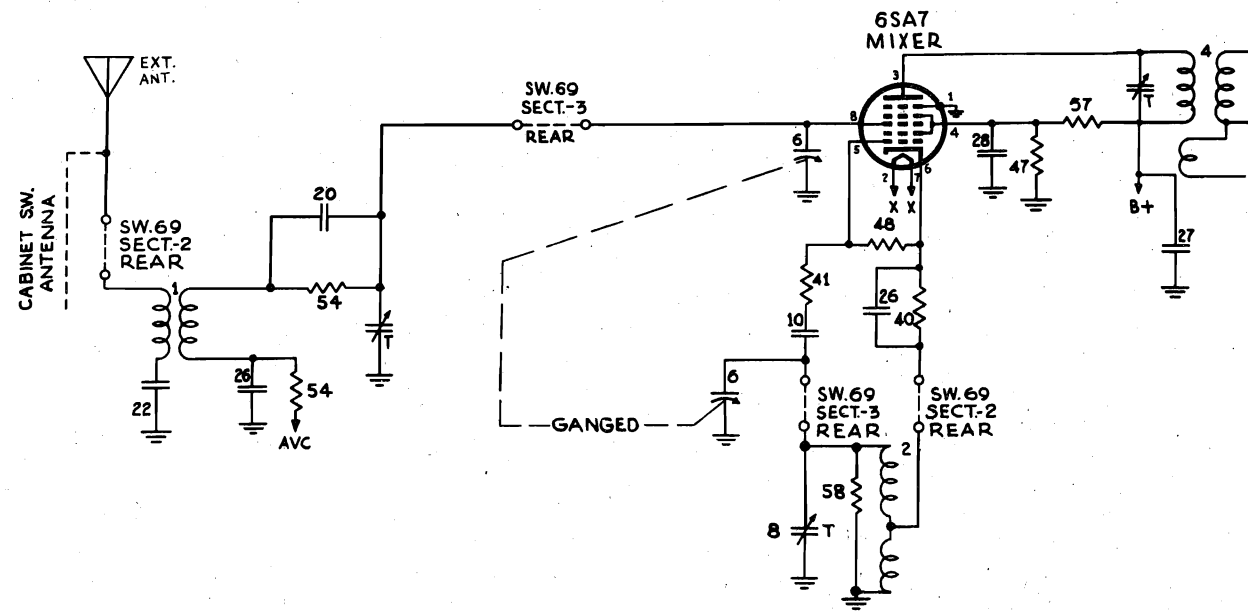 6SA7
MIXER
EXT.
ANT.
3
4
SW.69
SECT.-3
REAR
1
T
57
8
4
6
5
28
47
2
7
6
X X
B+
CABINET S.W.
ANTENNA
20
SW.69
SECT.-2
REAR
48
27
1
54
41
26
40
10
T
26
54
22
AVC
6
SW.69
SECT.-3
REAR
SW.69
SECT.-2
REAR
GANGED
2
58
8 T